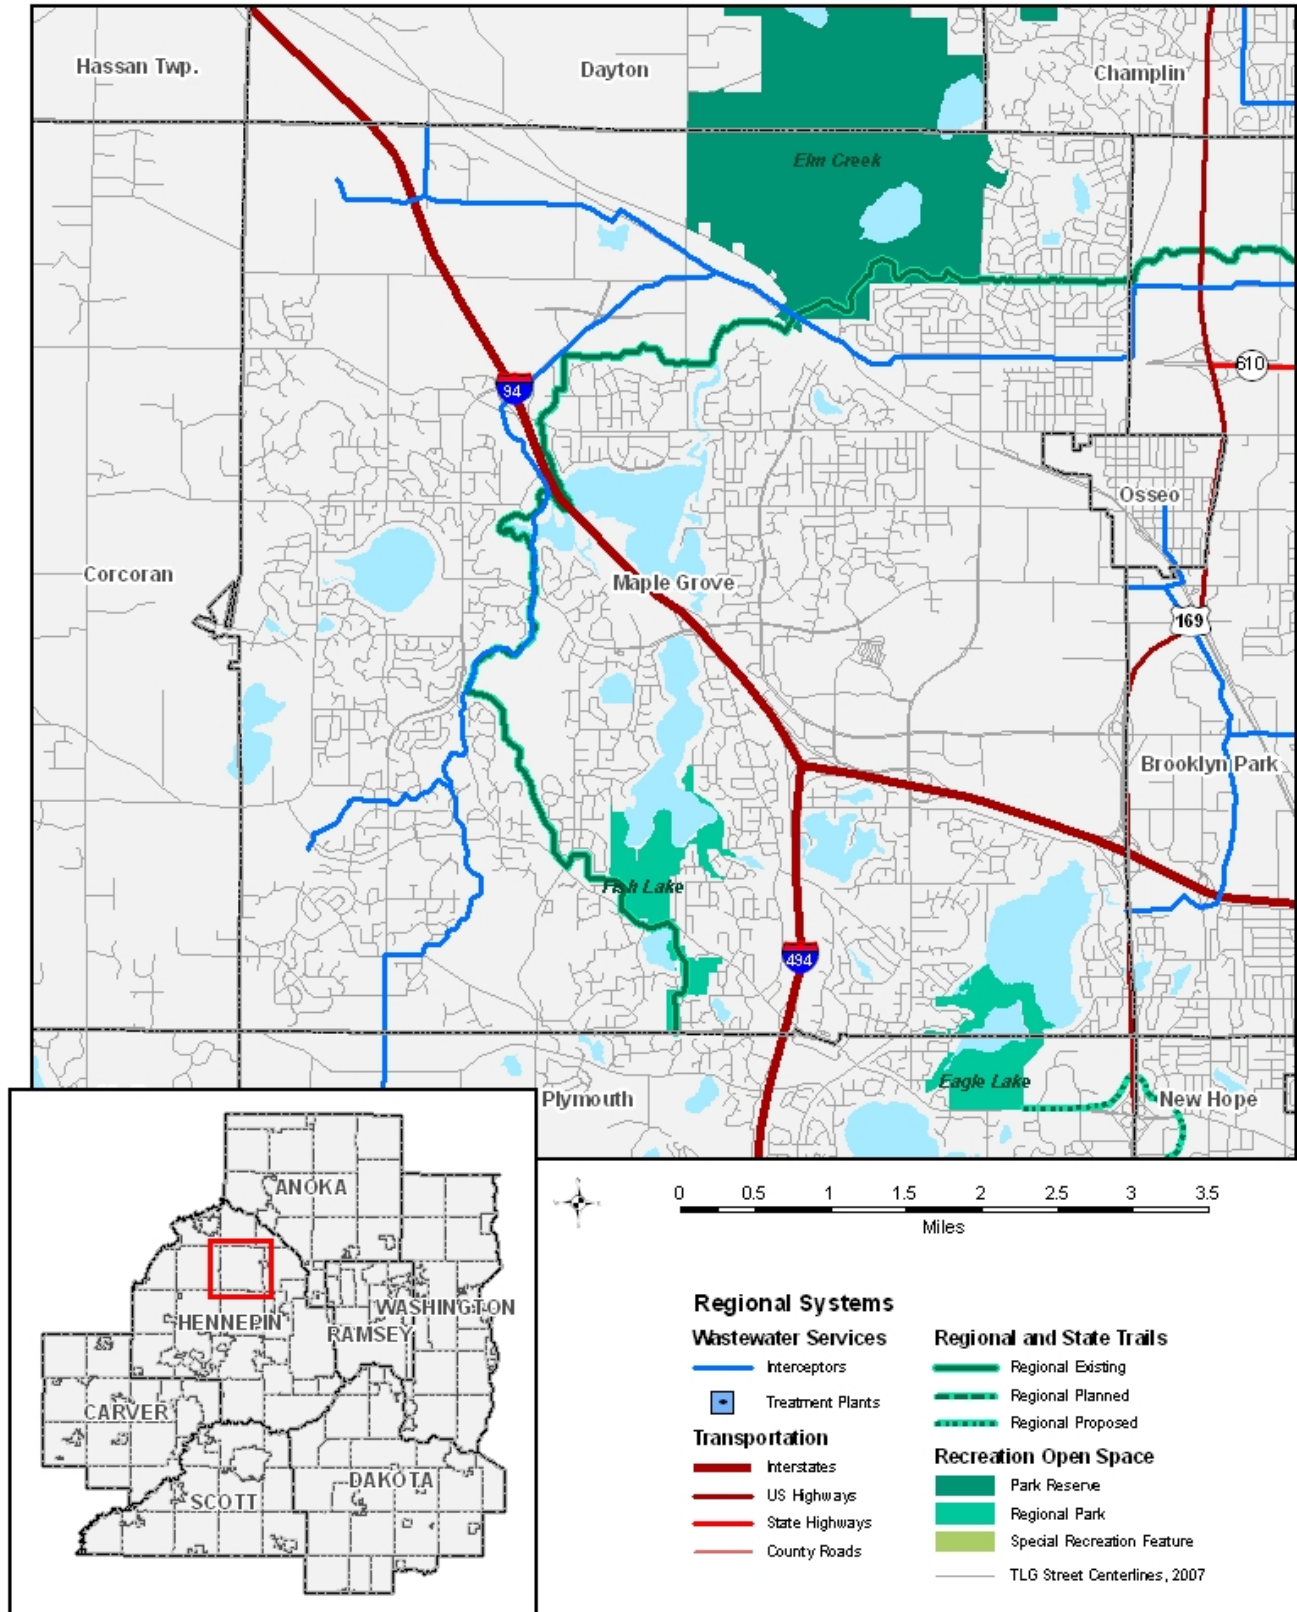 Hassan Twp.
Dayton
Champlin
Elm Creek
610
94
Osseo
Corcoran
Maple Grove
169
Brooklyn Park
Fish Lake
494
Eagle Lake
Plymouth
New Hope
ANOKA
HENNEPIN
WASHINGTON
RAMSEY
CARVER
SCOTT
DAKOTA
0 0.5 1 1.5 2 2.5 3 3.5
Miles
Regional Systems
Wastewater Services
Interceptors
Treatment Plants
Transportation
Interstates
US Highways
State Highways
County Roads
Regional and State Trails
Regional Existing
Regional Planned
Regional Proposed
Recreation Open Space
Park Reserve
Regional Park
Special Recreation Feature
TLG Street Centerlines, 2007